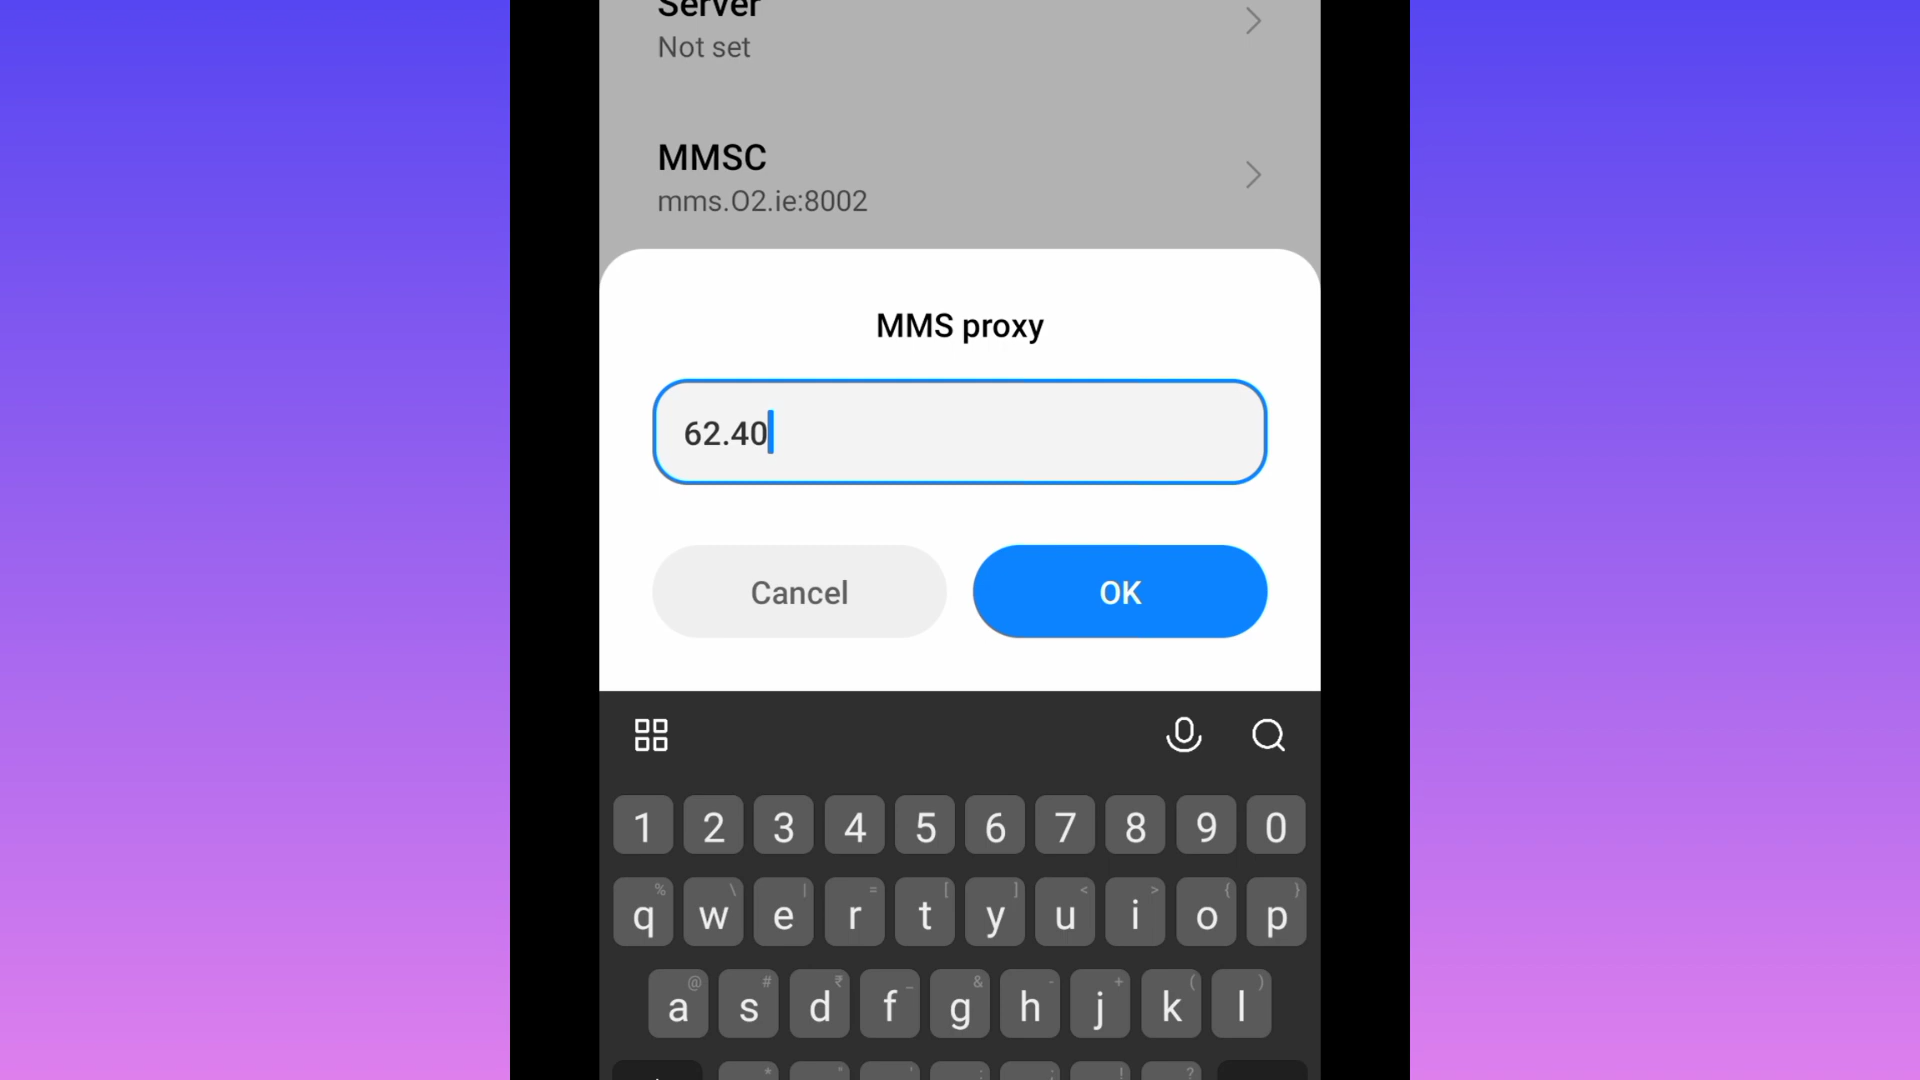 Server
Not set
MMSC
mms.O2.ie:8002
MMS proxy
62.40
Cancel
OK
1 2 3 4 5 6 7 8 9 0
% \ | = [ ] < > { }
q w e r t y u i o p
@ # ₹ _ & - + ( )
a s d f g h j k l
* " ' : ; ! ?